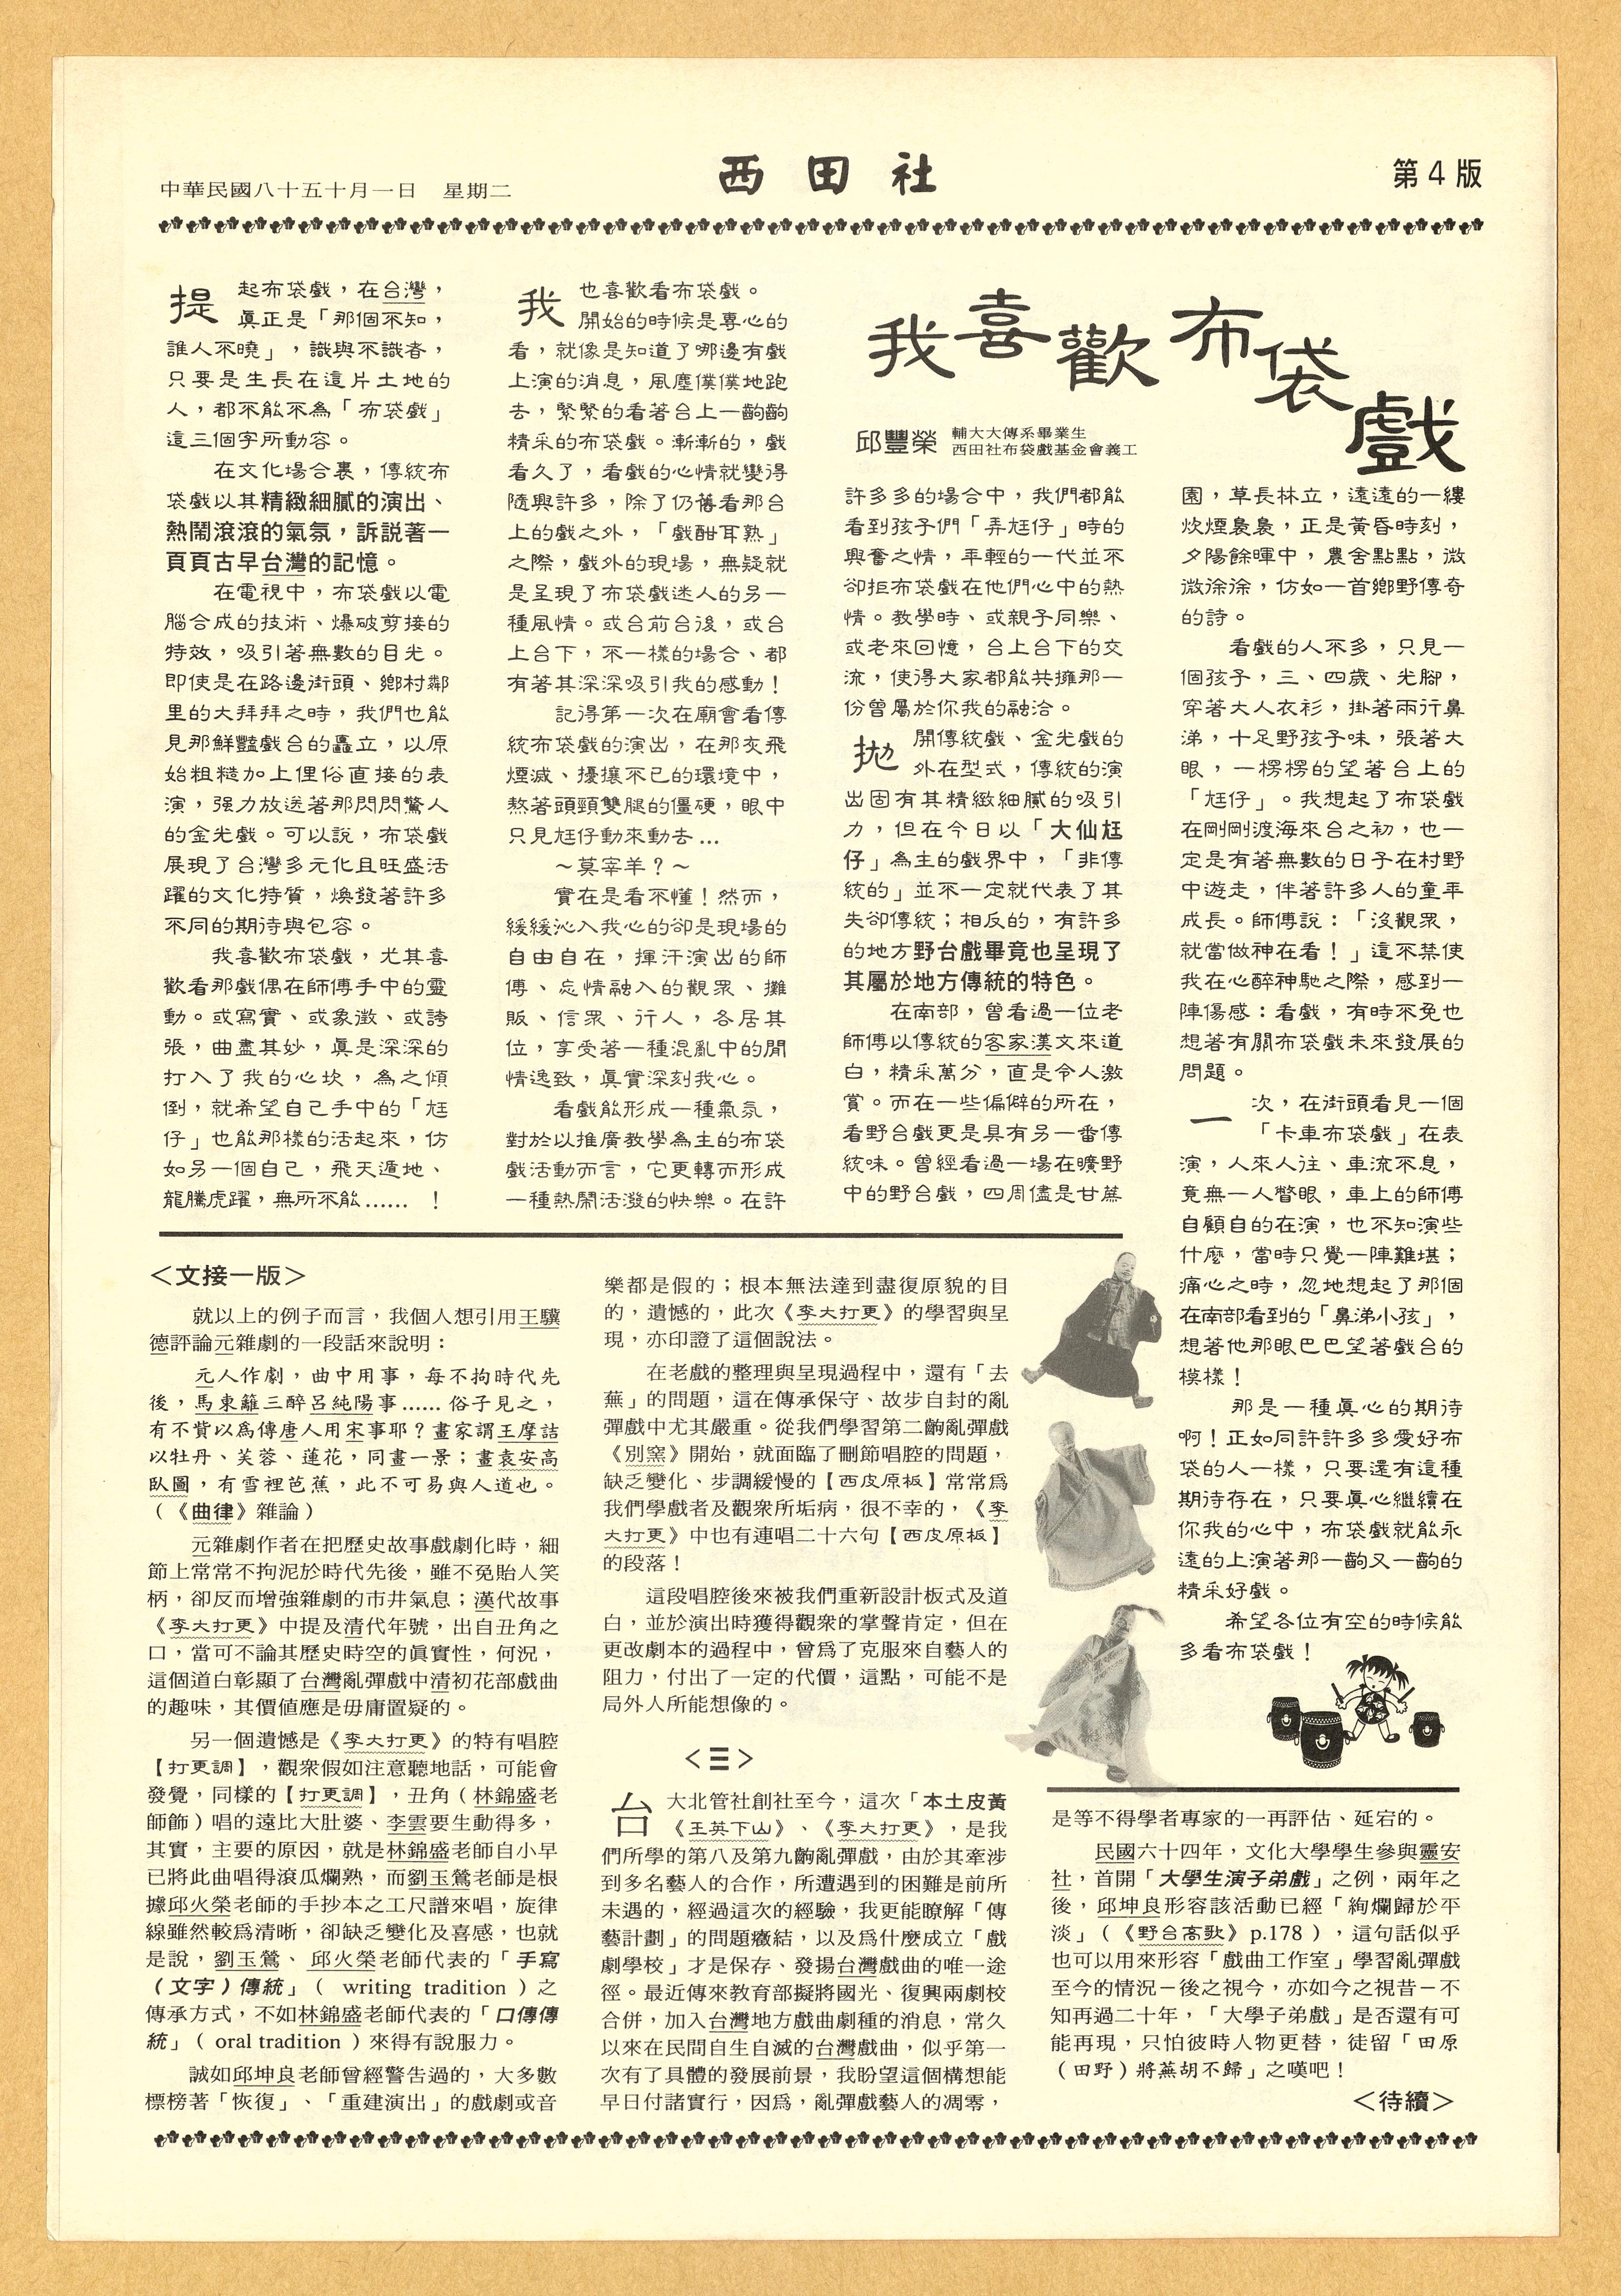 中華民國八十五十月一日　星期二
西田社
第4版
我喜歡布袋戲
邱豐榮
輔大大傳系畢業生
西田社布袋戲基金會義工
提起布袋戲，在台灣，
真正是「那個不知，
誰人不曉」，識與不識者，
只要是生長在這片土地的
人，都不能不為「布袋戲」
這三個字所動容。
在文化場合裏，傳統布
袋戲以其精緻細膩的演出、
熱鬧滾滾的氣氛，訴說著一
頁頁古早台灣的記憶。
在電視中，布袋戲以電
腦合成的技術、爆破剪接的
特效，吸引著無數的目光。
即使是在路邊街頭、鄉村鄰
里的大拜拜之時，我們也能
見那鮮豔戲台的矗立，以原
始粗糙加上俚俗直接的表
演，强力放送著那閃閃驚人
的金光戲。可以說，布袋戲
展現了台灣多元化且旺盛活
躍的文化特質，煥發著許多
不同的期待與包容。
我喜歡布袋戲，尤其喜
歡看那戲偶在師傅手中的靈
動。或寫實、或象徵、或誇
張，曲盡其妙，真是深深的
打入了我的心坎，為之傾
倒，就希望自己手中的「尪
仔」也能那樣的活起來，仿
如另一個自己，飛天遁地、
龍騰虎躍，無所不能……！
我也喜歡看布袋戲。
開始的時候是專心的
看，就像是知道了哪邊有戲
上演的消息，風塵僕僕地跑
去，緊緊的看著台上一齣齣
精采的布袋戲。漸漸的，戲
看久了，看戲的心情就變得
隨興許多，除了仍舊看那台
上的戲之外，「戲酣耳熟」
之際，戲外的現場，無疑就
是呈現了布袋戲迷人的另一
種風情。或台前台後，或台
上台下，不一樣的場合、都
有著其深深吸引我的感動！
記得第一次在廟會看傳
統布袋戲的演出，在那灰飛
煙滅、擾攘不已的環境中，
熬著頭頸雙腿的僵硬，眼中
只見尪仔動來動去…
～莫宰羊？～
實在是看不懂！然而，
緩緩沁入我心的卻是現場的
自由自在，揮汗演出的師
傅、忘情融入的觀眾、攤
販、信眾、行人，各居其
位，享受著一種混亂中的閒
情逸致，真實深刻我心。
看戲能形成一種氣氛，
對於以推廣教學為主的布袋
戲活動而言，它更轉而形成
一種熱鬧活潑的快樂。在許
許多多的場合中，我們都能
看到孩子們「弄尪仔」時的
興奮之情，年輕的一代並不
卻拒布袋戲在他們心中的熱
情。教學時、或親子同樂、
或老來回憶，台上台下的交
流，使得大家都能共擁那一
份曾屬於你我的融洽。
拋開傳統戲、金光戲的
外在型式，傳統的演
出固有其精緻細膩的吸引
力，但在今日以「大仙尪
仔」為主的戲界中，「非傳
統的」並不一定就代表了其
失卻傳統；相反的，有許多
的地方野台戲畢竟也呈現了
其屬於地方傳統的特色。
在南部，曾看過一位老
師傅以傳統的客家漢文來道
白，精采萬分，直是令人激
賞。而在一些偏僻的所在，
看野台戲更是具有另一番傳
統味。曾經看過一場在曠野
中的野台戲，四周儘是甘蔗
園，草長林立，遠遠的一縷
炊煙裊裊，正是黃昏時刻，
夕陽餘暉中，農舍點點，微
微涂涂，仿如一首鄉野傳奇
的詩。
看戲的人不多，只見一
個孩子，三、四歲、光腳，
穿著大人衣衫，掛著兩行鼻
涕，十足野孩子味，張著大
眼，一楞楞的望著台上的
「尪仔」。我想起了布袋戲
在剛剛渡海來台之初，也一
定是有著無數的日子在村野
中遊走，伴著許多人的童年
成長。師傅說：「沒觀眾，
就當做神在看！」這不禁使
我在心醉神馳之際，感到一
陣傷感：看戲，有時不免也
想著有關布袋戲未來發展的
問題。
一次，在街頭看見一個
「卡車布袋戲」在表
演，人來人往、車流不息，
竟無一人瞥眼，車上的師傅
自顧自的在演，也不知演些
什麼，當時只覺一陣難堪；
痛心之時，忽地想起了那個
在南部看到的「鼻涕小孩」，
想著他那眼巴巴望著戲台的
模樣！
那是一種真心的期待
啊！正如同許許多多愛好布
袋的人一樣，只要還有這種
期待存在，只要真心繼續在
你我的心中，布袋戲就能永
遠的上演著那一齣又一齣的
精采好戲。
希望各位有空的時候能
多看布袋戲！
＜文接一版＞
就以上的例子而言，我個人想引用王驥
德評論元雜劇的一段話來說明：
元人作劇，曲中用事，每不拘時代先
後，馬東籬三醉呂純陽事……俗子見之，
有不貲以為傳唐人用宋事耶？畫家謂王摩詰
以牡丹、芙蓉、蓮花，同畫一景；畫袁安高
臥圖，有雪裡芭蕉，此不可易與人道也。
（《曲律》雜論）
元雜劇作者在把歷史故事戲劇化時，細
節上常常不拘泥於時代先後，雖不免貽人笑
柄，卻反而增強雜劇的市井氣息；漢代故事
《李大打更》中提及清代年號，出自丑角之
口，當可不論其歷史時空的真實性，何況，
這個道白彰顯了台灣亂彈戲中清初花部戲曲
的趣味，其價值應是毋庸置疑的。
另一個遺憾是《李大打更》的特有唱腔
【打更調】，觀眾假如注意聽地話，可能會
發覺，同樣的【打更調】，丑角（林錦盛老
師飾）唱的遠比大肚婆、李雲要生動得多，
其實，主要的原因，就是林錦盛老師自小早
已將此曲唱得滾瓜爛熟，而劉玉鶯老師是根
據邱火榮老師的手抄本之工尺譜來唱，旋律
線雖然較為清晰，卻缺乏變化及喜感，也就
是說，劉玉鶯、邱火榮老師代表的「手寫
（文字）傳統」（ writing tradition ）之
傳承方式，不如林錦盛老師代表的「口傳傳
統」（ oral tradition ）來得有說服力。
誠如邱坤良老師曾經警告過的，大多數
標榜著「恢復」、「重建演出」的戲劇或音
樂都是假的；根本無法達到盡復原貌的目
的，遺憾的，此次《李大打更》的學習與呈
現，亦印證了這個說法。
在老戲的整理與呈現過程中，還有「去
蕪」的問題，這在傳承保守、故步自封的亂
彈戲中尤其嚴重。從我們學習第二齣亂彈戲
《別窯》開始，就面臨了刪節唱腔的問題，
缺乏變化、步調緩慢的【西皮原板】常常為
我們學戲者及觀眾所垢病，很不幸的，《李
大打更》中也有連唱二十六句【西皮原板】
的段落！
這段唱腔後來被我們重新設計板式及道
白，並於演出時獲得觀眾的掌聲肯定，但在
更改劇本的過程中，曾為了克服來自藝人的
阻力，付出了一定的代價，這點，可能不是
局外人所能想像的。
＜三＞
台大北管社創社至今，這次「本土皮黃
《王英下山》、《李大打更》，是我
們所學的第八及第九齣亂彈戲，由於其牽涉
到多名藝人的合作，所遭遇到的困難是前所
未遇的，經過這次的經驗，我更能瞭解「傳
藝計劃」的問題癥結，以及為什麼成立「戲
劇學校」才是保存、發揚台灣戲曲的唯一途
徑。最近傳來教育部擬將國光、復興兩劇校
合併，加入台灣地方戲曲劇種的消息，常久
以來在民間自生自滅的台灣戲曲，似乎第一
次有了具體的發展前景，我盼望這個構想能
早日付諸實行，因為，亂彈戲藝人的凋零，
是等不得學者專家的一再評估、延宕的。
民國六十四年，文化大學學生參與靈安
社，首開「大學生演子弟戲」之例，兩年之
後，邱坤良形容該活動已經「絢爛歸於平
淡」（《野台高歌》p.178），這句話似乎
也可以用來形容「戲曲工作室」學習亂彈戲
至今的情況－後之視今，亦如今之視昔－不
知再過二十年，「大學子弟戲」是否還有可
能再現，只怕彼時人物更替，徒留「田原
（田野）將蕪胡不歸」之嘆吧！
＜待續＞